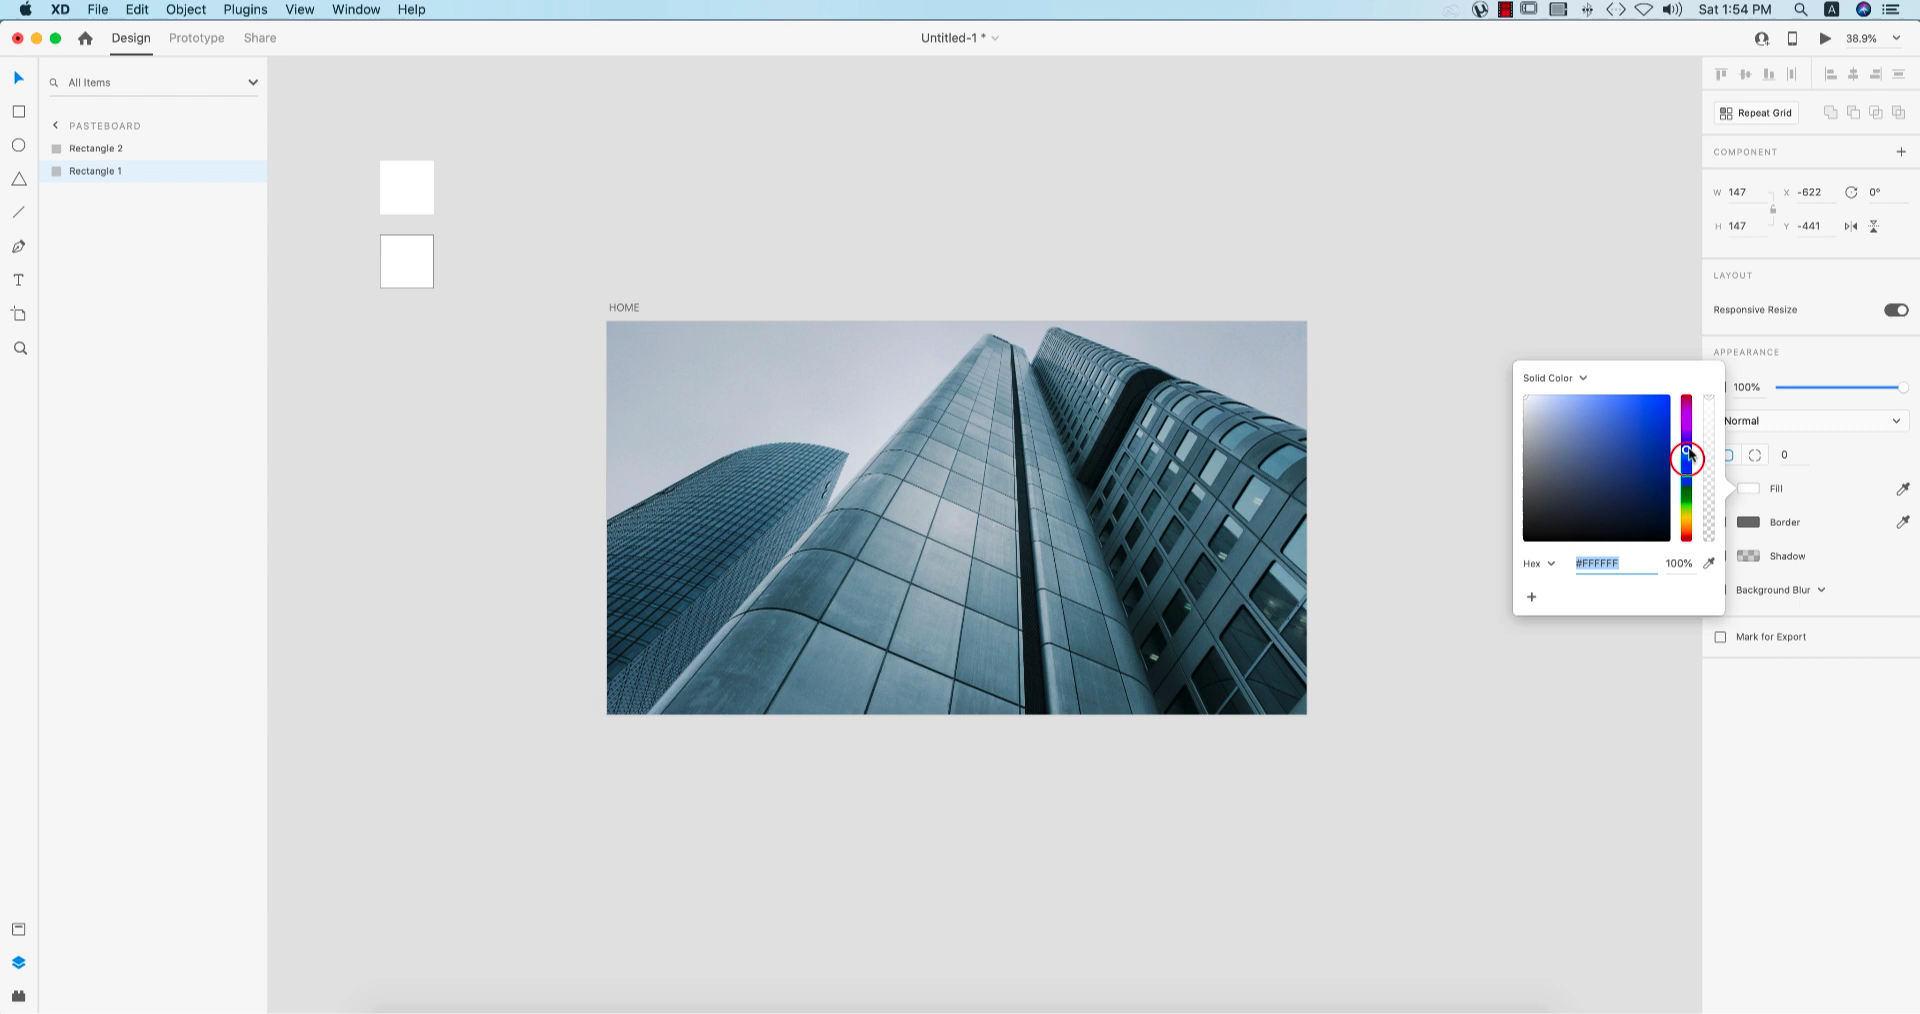 XD File Edit Object Plugins View Window Help Sat 1:54 PM A
Design Prototype Share Untitled-1 * 38.9%
All Items
PASTEBOARD
Rectangle 2
Rectangle 1
HOME
Repeat Grid
COMPONENT
W 147 X -622 0°
H 147 Y -441
LAYOUT
Responsive Resize
APPEARANCE
Solid Color
100%
Normal
0
Fill
Border
Shadow
Hex #FFFFFF 100%
Background Blur
Mark for Export